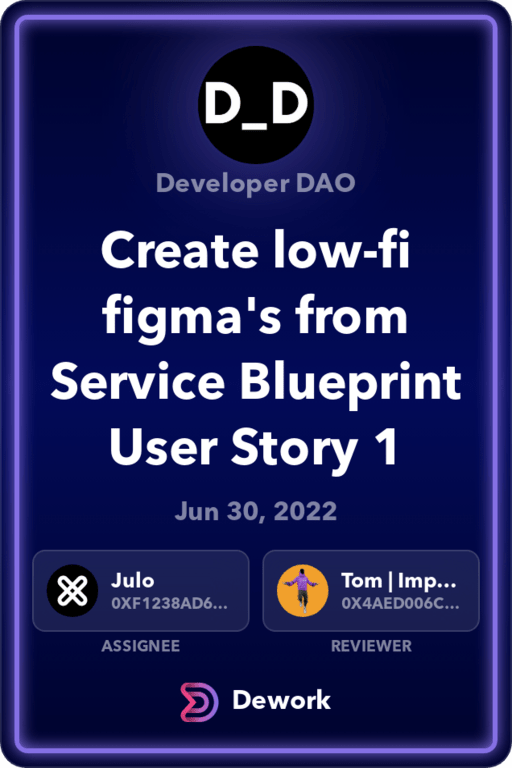 D_D
Developer DAO
Create low-fi
figma's from
Service Blueprint
User Story 1
Jun 30, 2022
Julo
0XF1238AD6...
ASSIGNEE
Tom | Imp...
0X4AED006C...
REVIEWER
Dework